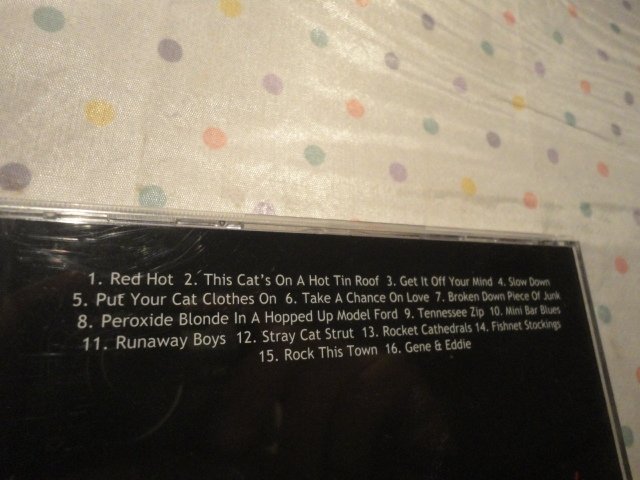 1. Red Hot 2. This Cat's On A Hot Tin Roof 3. Get It Off Your Mind 4. Slow Down
5. Put Your Cat Clothes On 6. Take A Chance On Love 7. Broken Down Piece Of Junk
8. Peroxide Blonde In A Hopped Up Model Ford 9. Tennessee Zip 10. Mini Bar Blues
11. Runaway Boys 12. Stray Cat Strut 13. Rocket Cathedrals 14. Fishnet Stockings
15. Rock This Town 16. Gene & Eddie